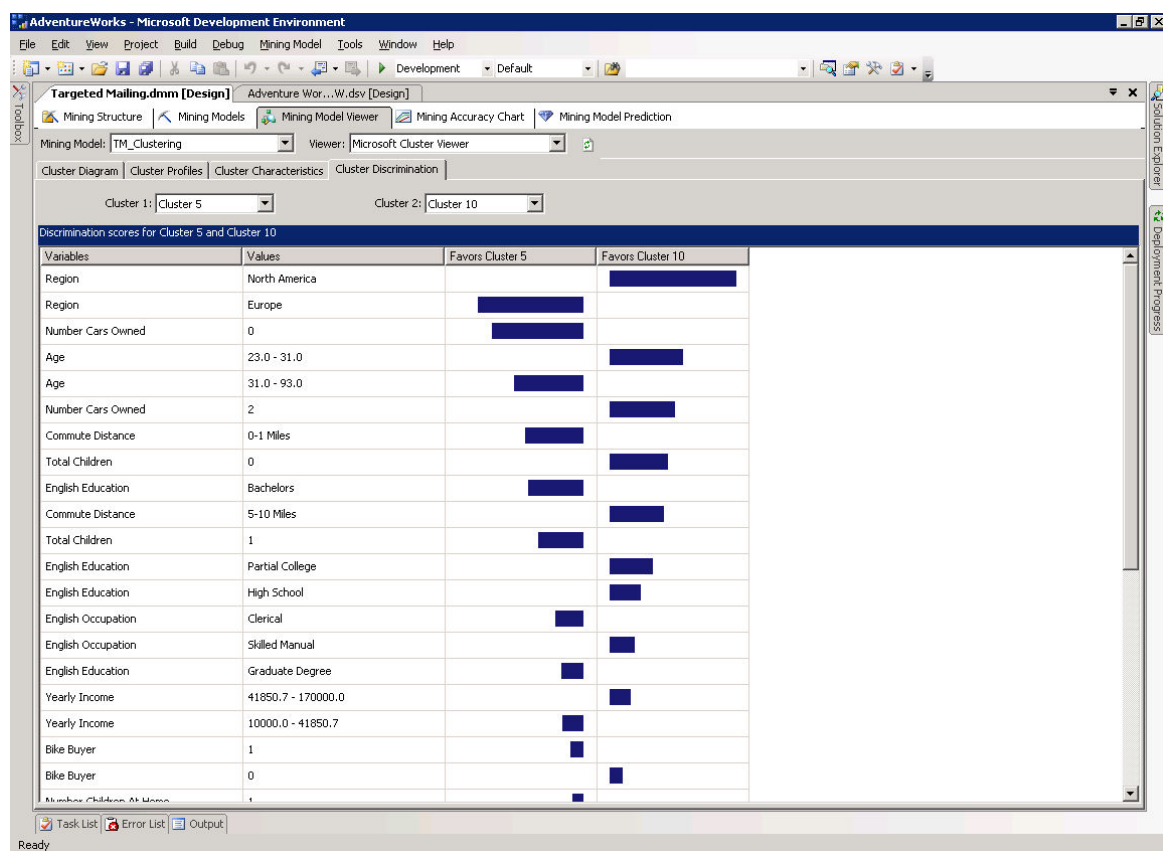 AdventureWorks - Microsoft Development Environment
File Edit View Project Build Debug Mining Model Tools Window Help
Development Default
Toolbox
Targeted Mailing.dmm [Design] Adventure Wor...W.dsv [Design]
Solution Explorer
Mining Structure Mining Models Mining Model Viewer Mining Accuracy Chart Mining Model Prediction
Mining Model: TM_Clustering Viewer: Microsoft Cluster Viewer
Cluster Diagram Cluster Profiles Cluster Characteristics Cluster Discrimination
Cluster 1: Cluster 5 Cluster 2: Cluster 10
Deployment Progress
Discrimination scores for Cluster 5 and Cluster 10
Variables Values Favors Cluster 5 Favors Cluster 10
Region North America
Region Europe
Number Cars Owned 0
Age 23.0 - 31.0
Age 31.0 - 93.0
Number Cars Owned 2
Commute Distance 0-1 Miles
Total Children 0
English Education Bachelors
Commute Distance 5-10 Miles
Total Children 1
English Education Partial College
English Education High School
English Occupation Clerical
English Occupation Skilled Manual
English Education Graduate Degree
Yearly Income 41850.7 - 170000.0
Yearly Income 10000.0 - 41850.7
Bike Buyer 1
Bike Buyer 0
Number Children At Home 1
Task List Error List Output
Ready